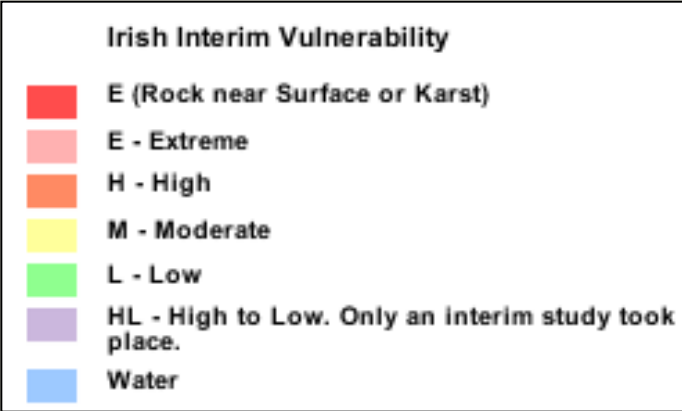 Irish Interim Vulnerability
E (Rock near Surface or Karst)
E - Extreme
H - High
M - Moderate
L - Low
HL - High to Low. Only an interim study took
place.
Water